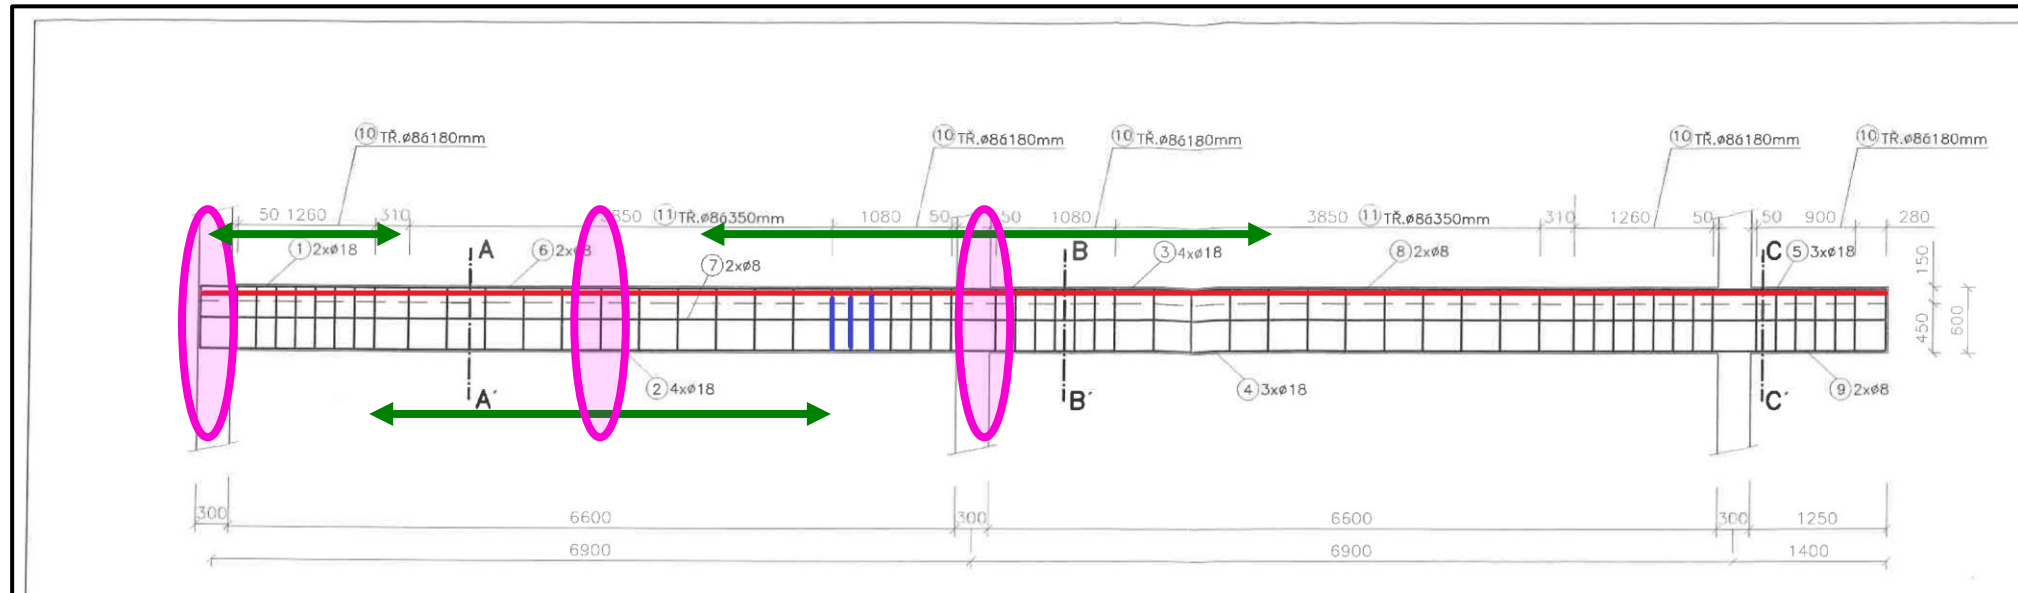 10 TŘ.ø8á180mm 10 TŘ.ø8á180mm 10 TŘ.ø8á180mm 10 TŘ.ø8á180mm 10 TŘ.ø8á180mm
50 1260 310 3850 11 TŘ.ø8á350mm 1080 50 50 1080 3850 11 TŘ.ø8á350mm 310 1260 50 50 900 280
1 2xø18 A 6 2xø8 7 2xø8 B 3 4xø18 8 2xø8 C 5 3xø18 150
450 600
A´ 2 4xø18 B´ 4 3xø18 C´ 9 2xø8
300 6600 300 6600 300 1250
6900 6900 1400